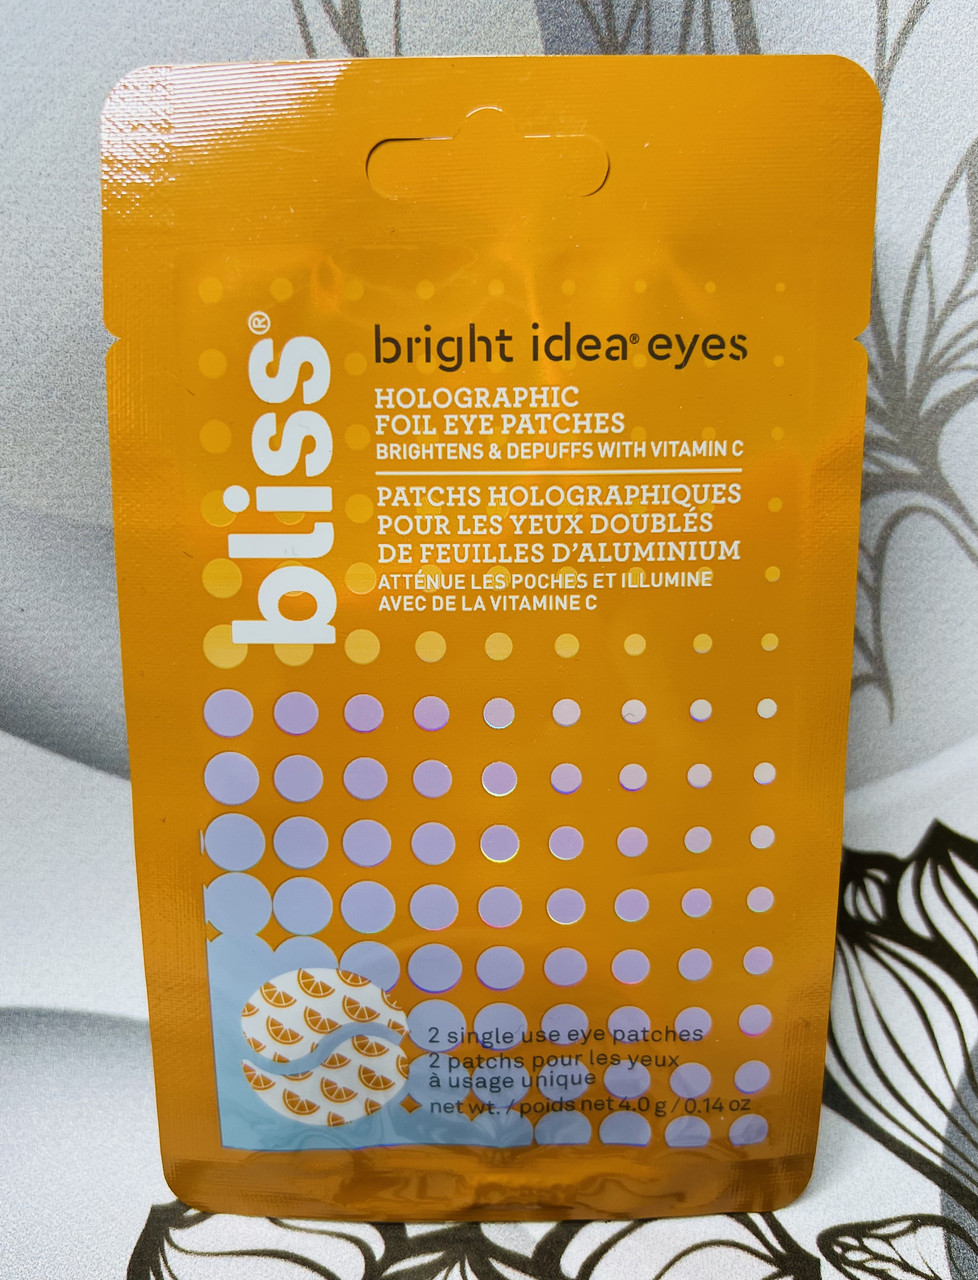 bliss®
bright idea® eyes
HOLOGRAPHIC
FOIL EYE PATCHES
BRIGHTENS & DEPUFFS WITH VITAMIN C
PATCHS HOLOGRAPHIQUES
POUR LES YEUX DOUBLÉS
DE FEUILLES D'ALUMINIUM
ATTÉNUE LES POCHES ET ILLUMINE
AVEC DE LA VITAMINE C
2 single use eye patches
2 patchs pour les yeux
à usage unique
net wt. / poids net 4.0 g / 0.14 oz